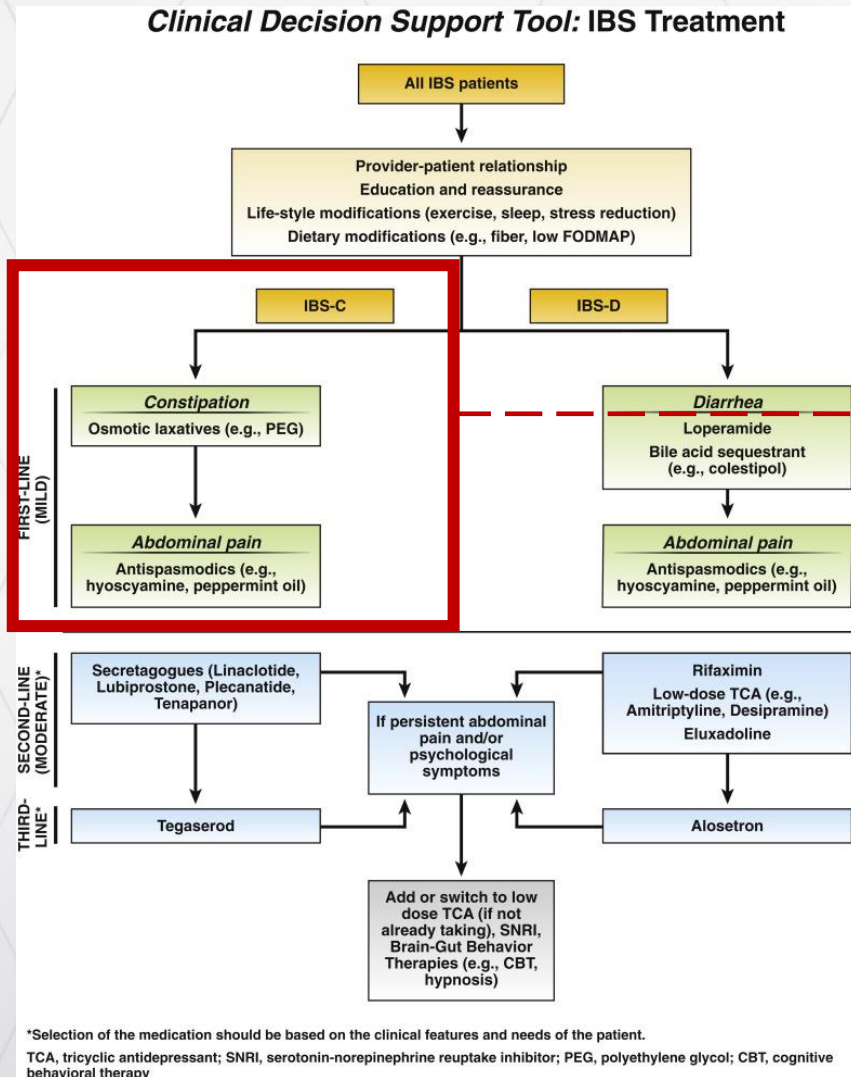 Clinical Decision Support Tool: IBS Treatment
All IBS patients
Provider-patient relationship
Education and reassurance
Life-style modifications (exercise, sleep, stress reduction)
Dietary modifications (e.g., fiber, low FODMAP)
IBS-C
IBS-D
FIRST-LINE
(MILD)
Constipation
Osmotic laxatives (e.g., PEG)
Diarrhea
Loperamide
Bile acid sequestrant
(e.g., colestipol)
Abdominal pain
Antispasmodics (e.g.,
hyoscyamine, peppermint oil)
Abdominal pain
Antispasmodics (e.g.,
hyoscyamine, peppermint oil)
SECOND-LINE
(MODERATE)*
Secretagogues (Linaclotide,
Lubiprostone, Plecanatide,
Tenapanor)
If persistent abdominal
pain and/or
psychological
symptoms
Rifaximin
Low-dose TCA (e.g.,
Amitriptyline, Desipramine)
Eluxadoline
THIRD-
LINE*
Tegaserod
Alosetron
Add or switch to low
dose TCA (if not
already taking), SNRI,
Brain-Gut Behavior
Therapies (e.g., CBT,
hypnosis)
*Selection of the medication should be based on the clinical features and needs of the patient.
TCA, tricyclic antidepressant; SNRI, serotonin-norepinephrine reuptake inhibitor; PEG, polyethylene glycol; CBT, cognitive
behavioral therapy